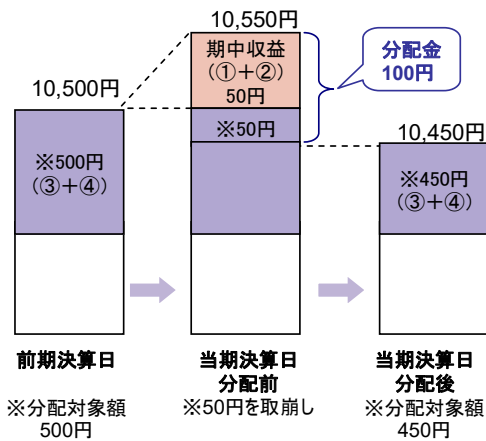 10,550円
期中収益
(①+②)
50円
分配金
100円
10,500円
※50円
10,450円
※500円
(③+④)
※450円
(③+④)
前期決算日
当期決算日
分配前
当期決算日
分配後
※分配対象額
500円
※50円を取崩し
※分配対象額
450円